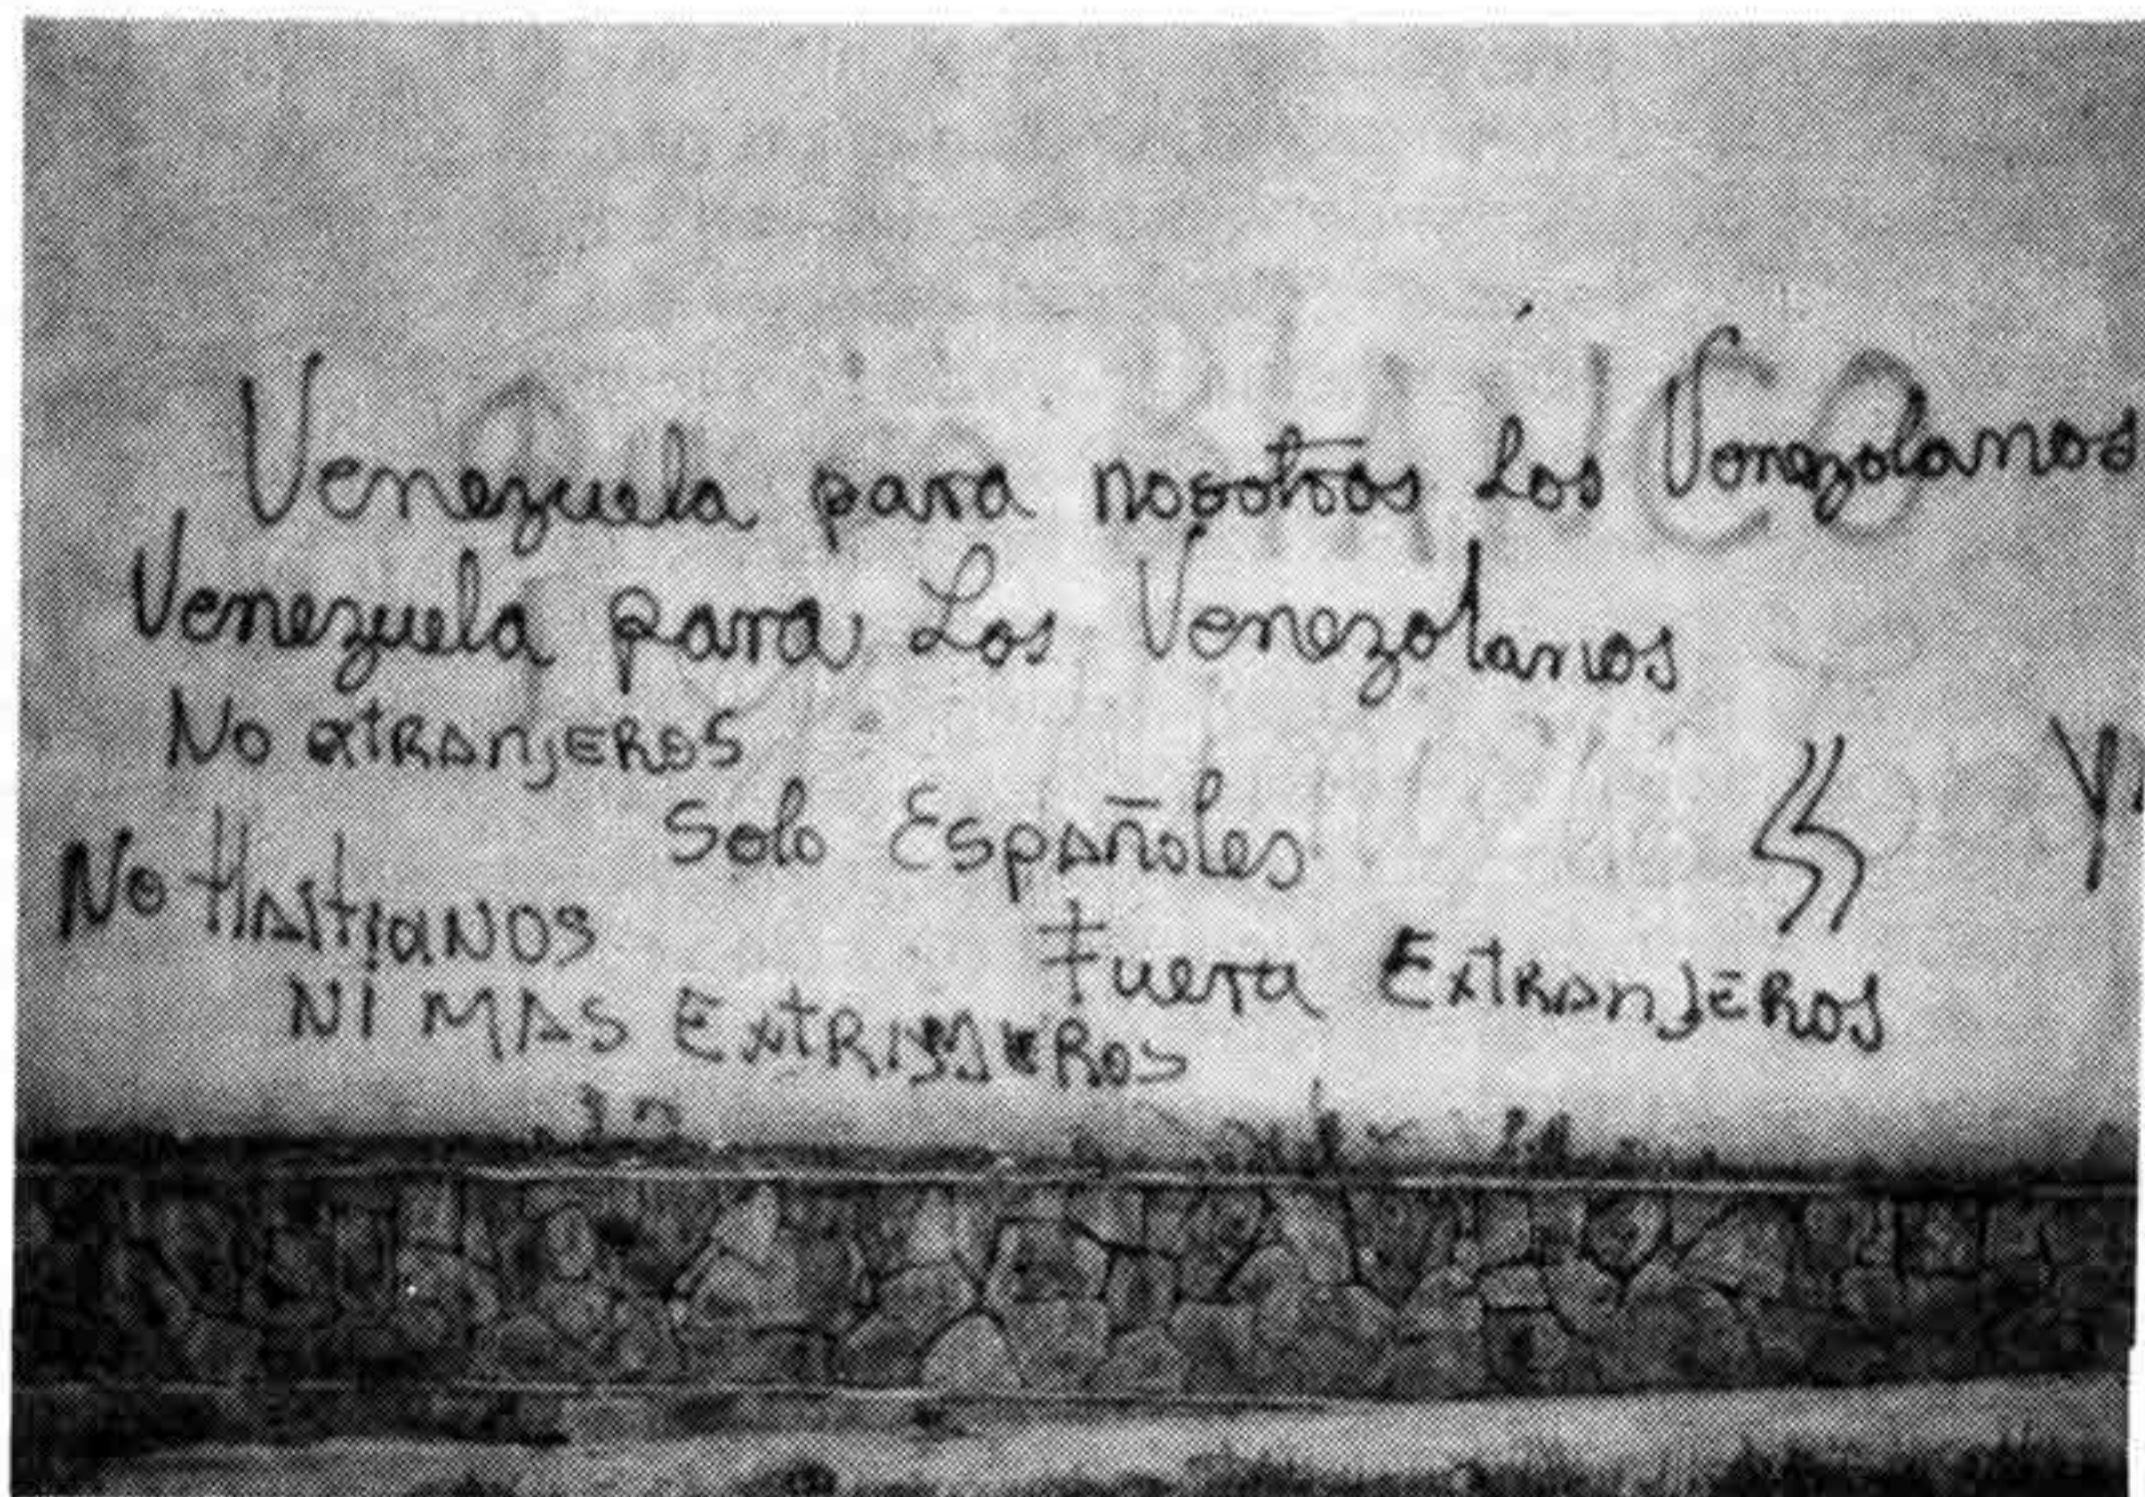 Venezuela para nosotros Los Venezolanos
Venezuela para Los Venezolanos
No extRAnjERos
Solo EspAñoles
No HAitiaNos
Fuera ExtRAnJERos
Ni MAS